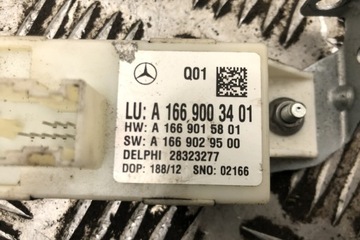 Q01
LU: A 166 900 34 01
HW: A 166 901 58 01
SW: A 166 902 95 00
DELPHI 28323277
DOP: 188/12 SNO: 02166